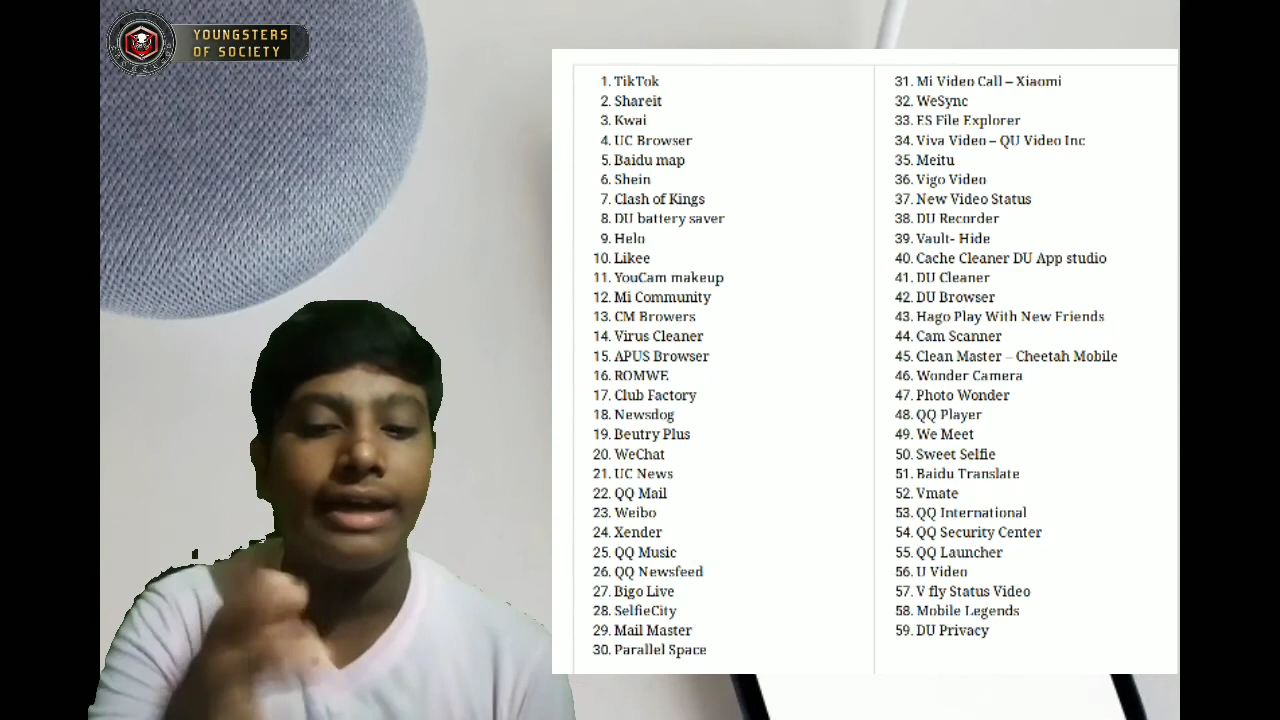 YOUNGSTERS
OF SOCIETY
1. TikTok
2. Shareit
3. Kwai
4. UC Browser
5. Baidu map
6. Shein
7. Clash of Kings
8. DU battery saver
9. Helo
10. Likee
11. YouCam makeup
12. Mi Community
13. CM Browers
14. Virus Cleaner
15. APUS Browser
16. ROMWE
17. Club Factory
18. Newsdog
19. Beutry Plus
20. WeChat
21. UC News
22. QQ Mail
23. Weibo
24. Xender
25. QQ Music
26. QQ Newsfeed
27. Bigo Live
28. SelfieCity
29. Mail Master
30. Parallel Space
31. Mi Video Call – Xiaomi
32. WeSync
33. ES File Explorer
34. Viva Video – QU Video Inc
35. Meitu
36. Vigo Video
37. New Video Status
38. DU Recorder
39. Vault- Hide
40. Cache Cleaner DU App studio
41. DU Cleaner
42. DU Browser
43. Hago Play With New Friends
44. Cam Scanner
45. Clean Master – Cheetah Mobile
46. Wonder Camera
47. Photo Wonder
48. QQ Player
49. We Meet
50. Sweet Selfie
51. Baidu Translate
52. Vmate
53. QQ International
54. QQ Security Center
55. QQ Launcher
56. U Video
57. V fly Status Video
58. Mobile Legends
59. DU Privacy